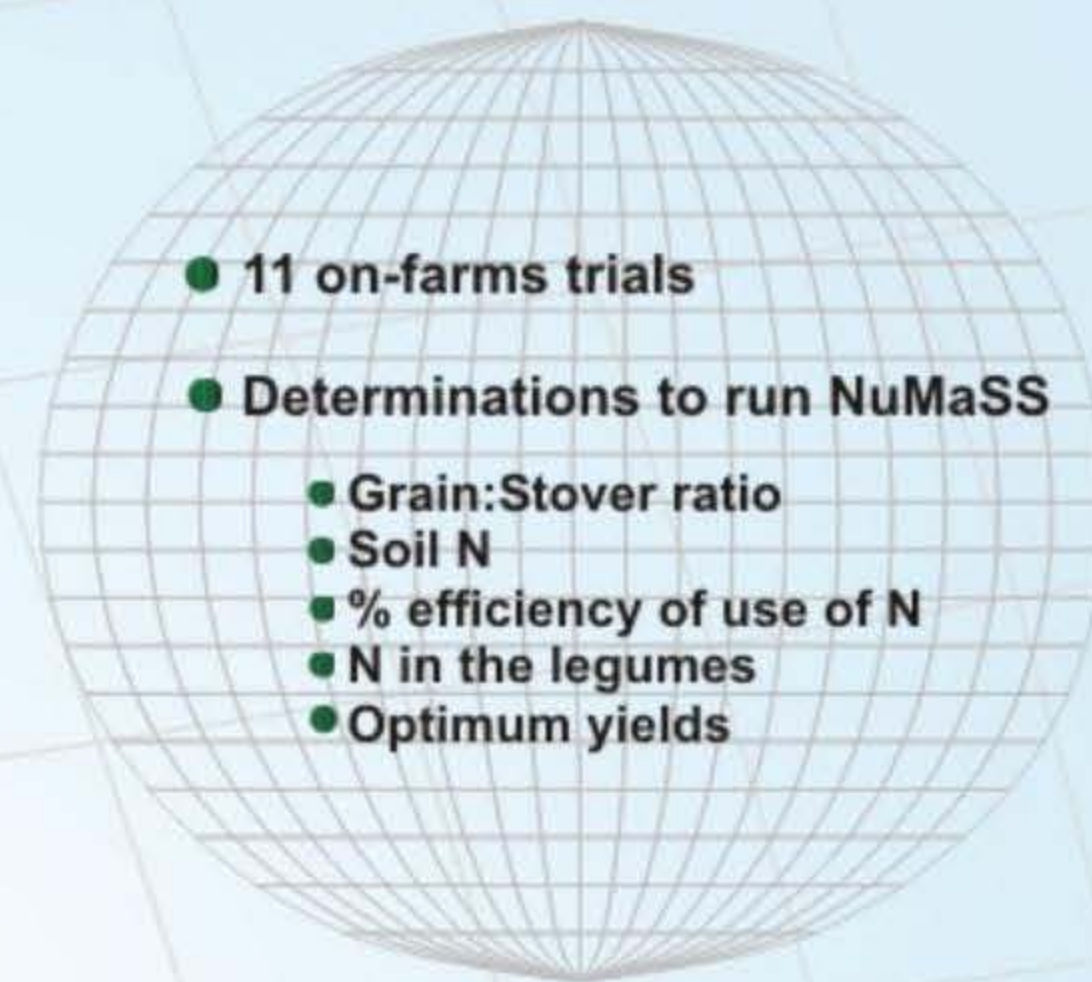 ● 11 on-farms trials
● Determinations to run NuMaSS
● Grain:Stover ratio
● Soil N
● % efficiency of use of N
● N in the legumes
● Optimum yields